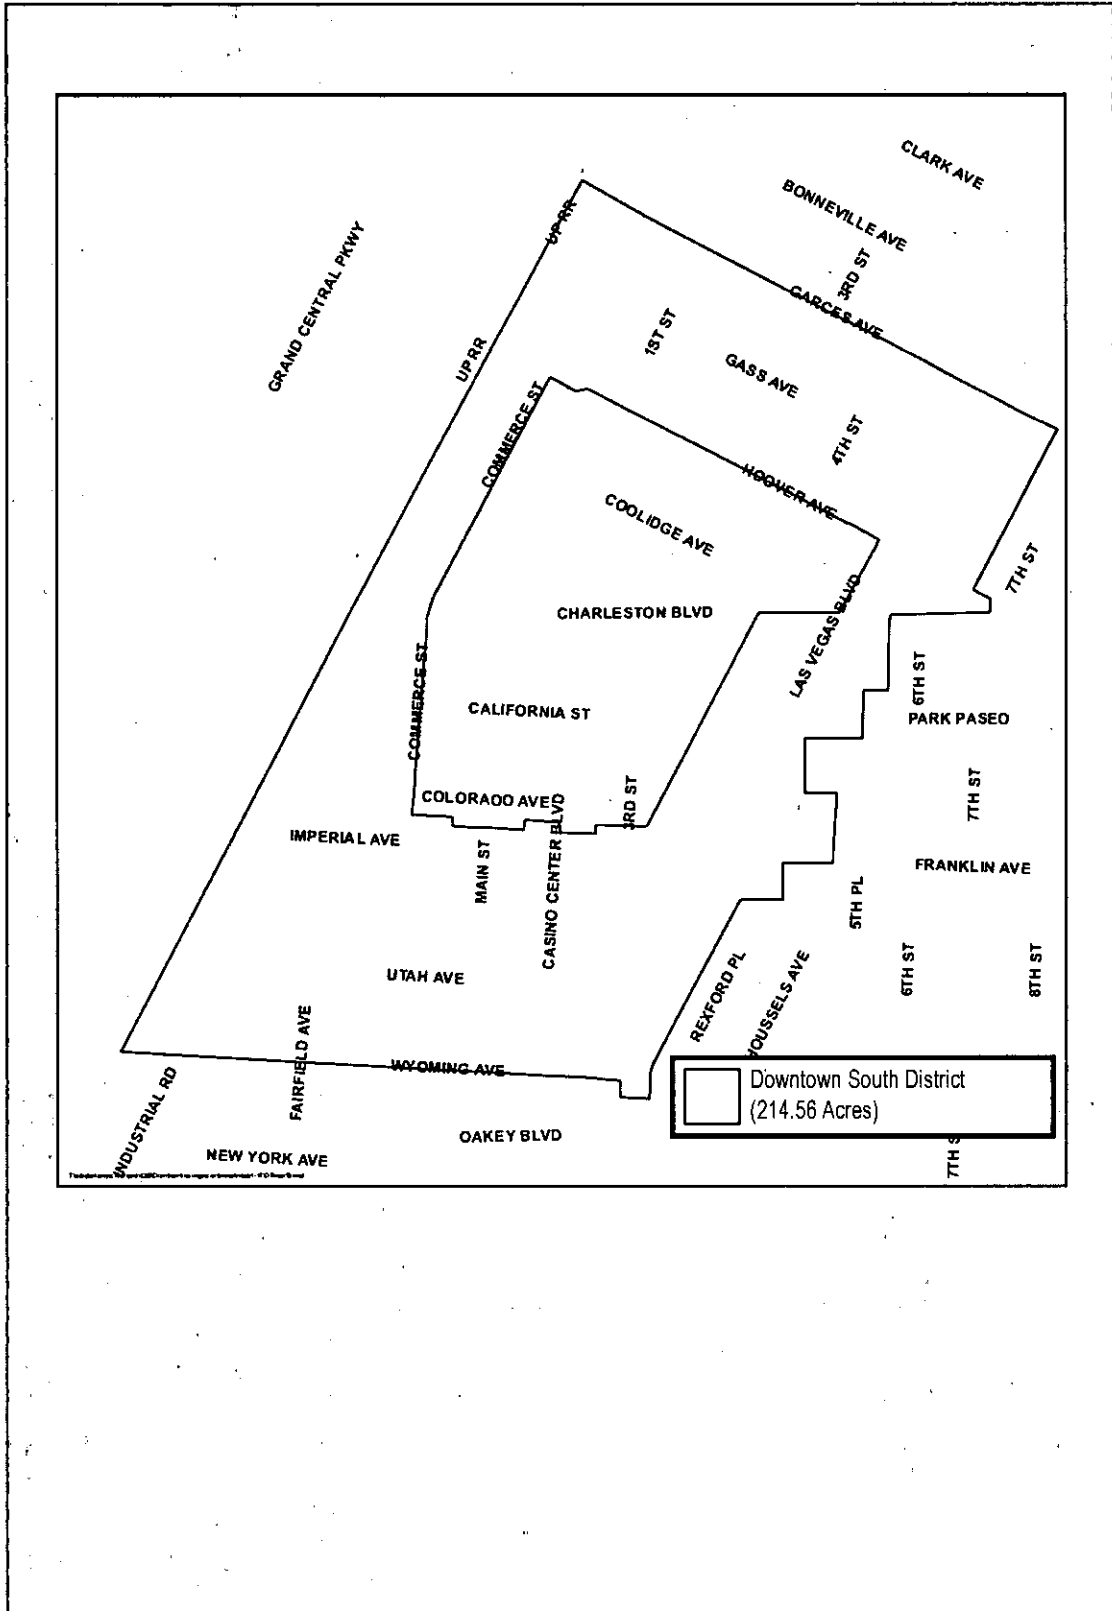 CLARK AVE
BONNEVILLE AVE
UPRR
3RD ST
GRAND CENTRAL PKWY
GARCES AVE
1ST ST
UPRR
GASS AVE
COMMERCE ST
4TH ST
HOOVER AVE
COOLIDGE AVE
7TH ST
CHARLESTON BLVD
LAS VEGAS BLVD
6TH ST
COMMERCE ST
CALIFORNIA ST
PARK PASEO
7TH ST
COLORADO AVE
3RD ST
IMPERIAL AVE
MAIN ST
CASINO CENTER BLVD
FRANKLIN AVE
5TH PL
UTAH AVE
6TH ST
8TH ST
REXFORD PL
HOUSSELS AVE
FAIRFIELD AVE
WYOMING AVE
INDUSTRIAL RD
Downtown South District
(214.56 Acres)
OAKEY BLVD
NEW YORK AVE
7TH S